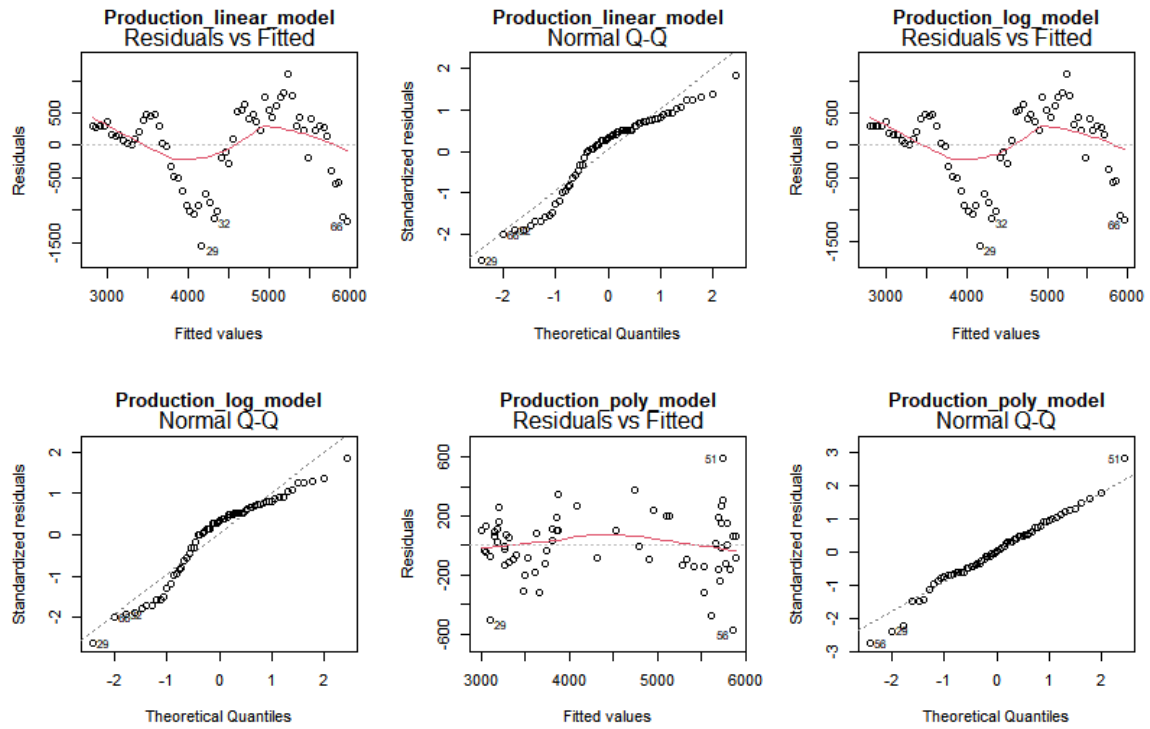 Production_linear_model
Residuals vs Fitted
Residuals
500
0
-500
-1500
32
66
29
3000
4000
5000
6000
Fitted values
Production_linear_model
Normal Q-Q
Standardized residuals
2
1
0
-1
-2
29
-2
-1
0
1
2
Theoretical Quantiles
Production_log_model
Residuals vs Fitted
Residuals
500
0
-500
-1500
32
66
29
3000
4000
5000
6000
Fitted values
Production_log_model
Normal Q-Q
Standardized residuals
2
1
0
-1
-2
29
-2
-1
0
1
2
Theoretical Quantiles
Production_poly_model
Residuals vs Fitted
Residuals
600
200
-200
-600
51
29
56
3000
4000
5000
6000
Fitted values
Production_poly_model
Normal Q-Q
Standardized residuals
3
2
1
0
-1
-2
-3
51
29
56
-2
-1
0
1
2
Theoretical Quantiles